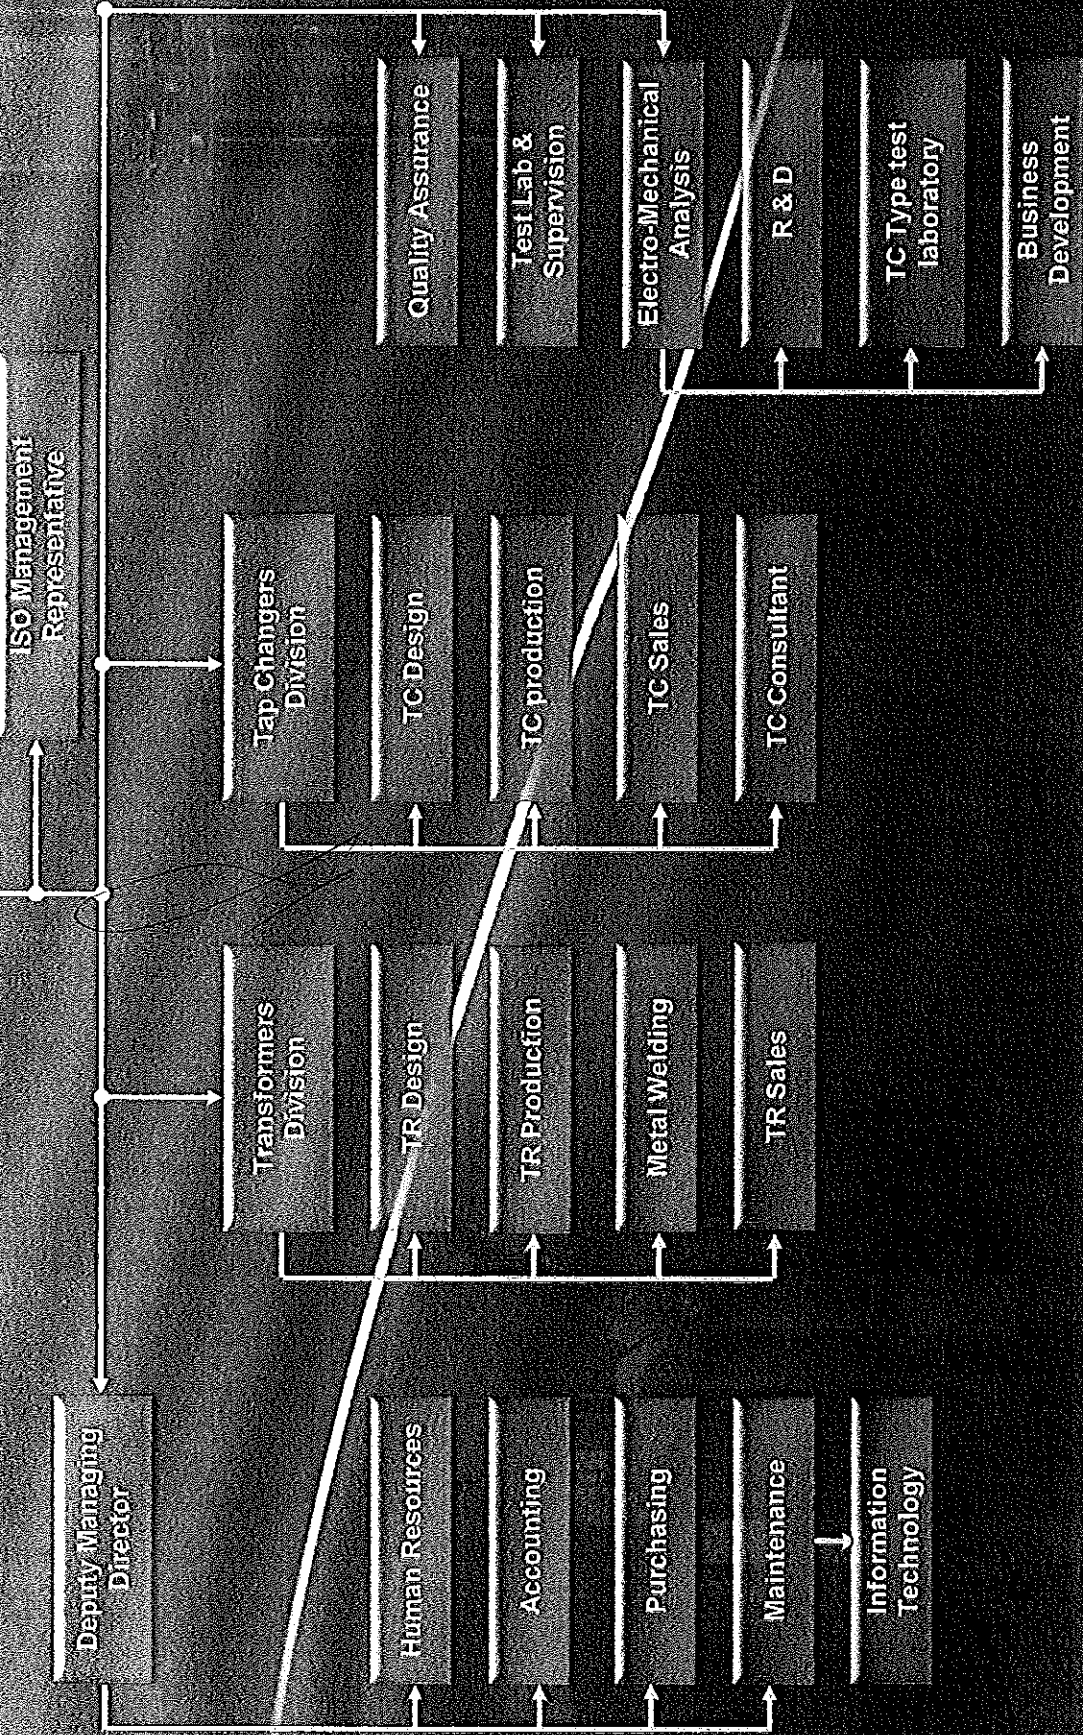 ISO Management
Representative
Deputy Managing
Director
Human Resources
Accounting
Purchasing
Maintenance
Information
Technology
Transformers
Division
TR Design
TR Production
Metal Welding
TR Sales
Tap Changers
Division
TC Design
TC production
TC Sales
TC Consultant
Quality Assurance
Test Lab &
Supervision
Electro-Mechanical
Analysis
R & D
TC Type test
laboratory
Business
Development